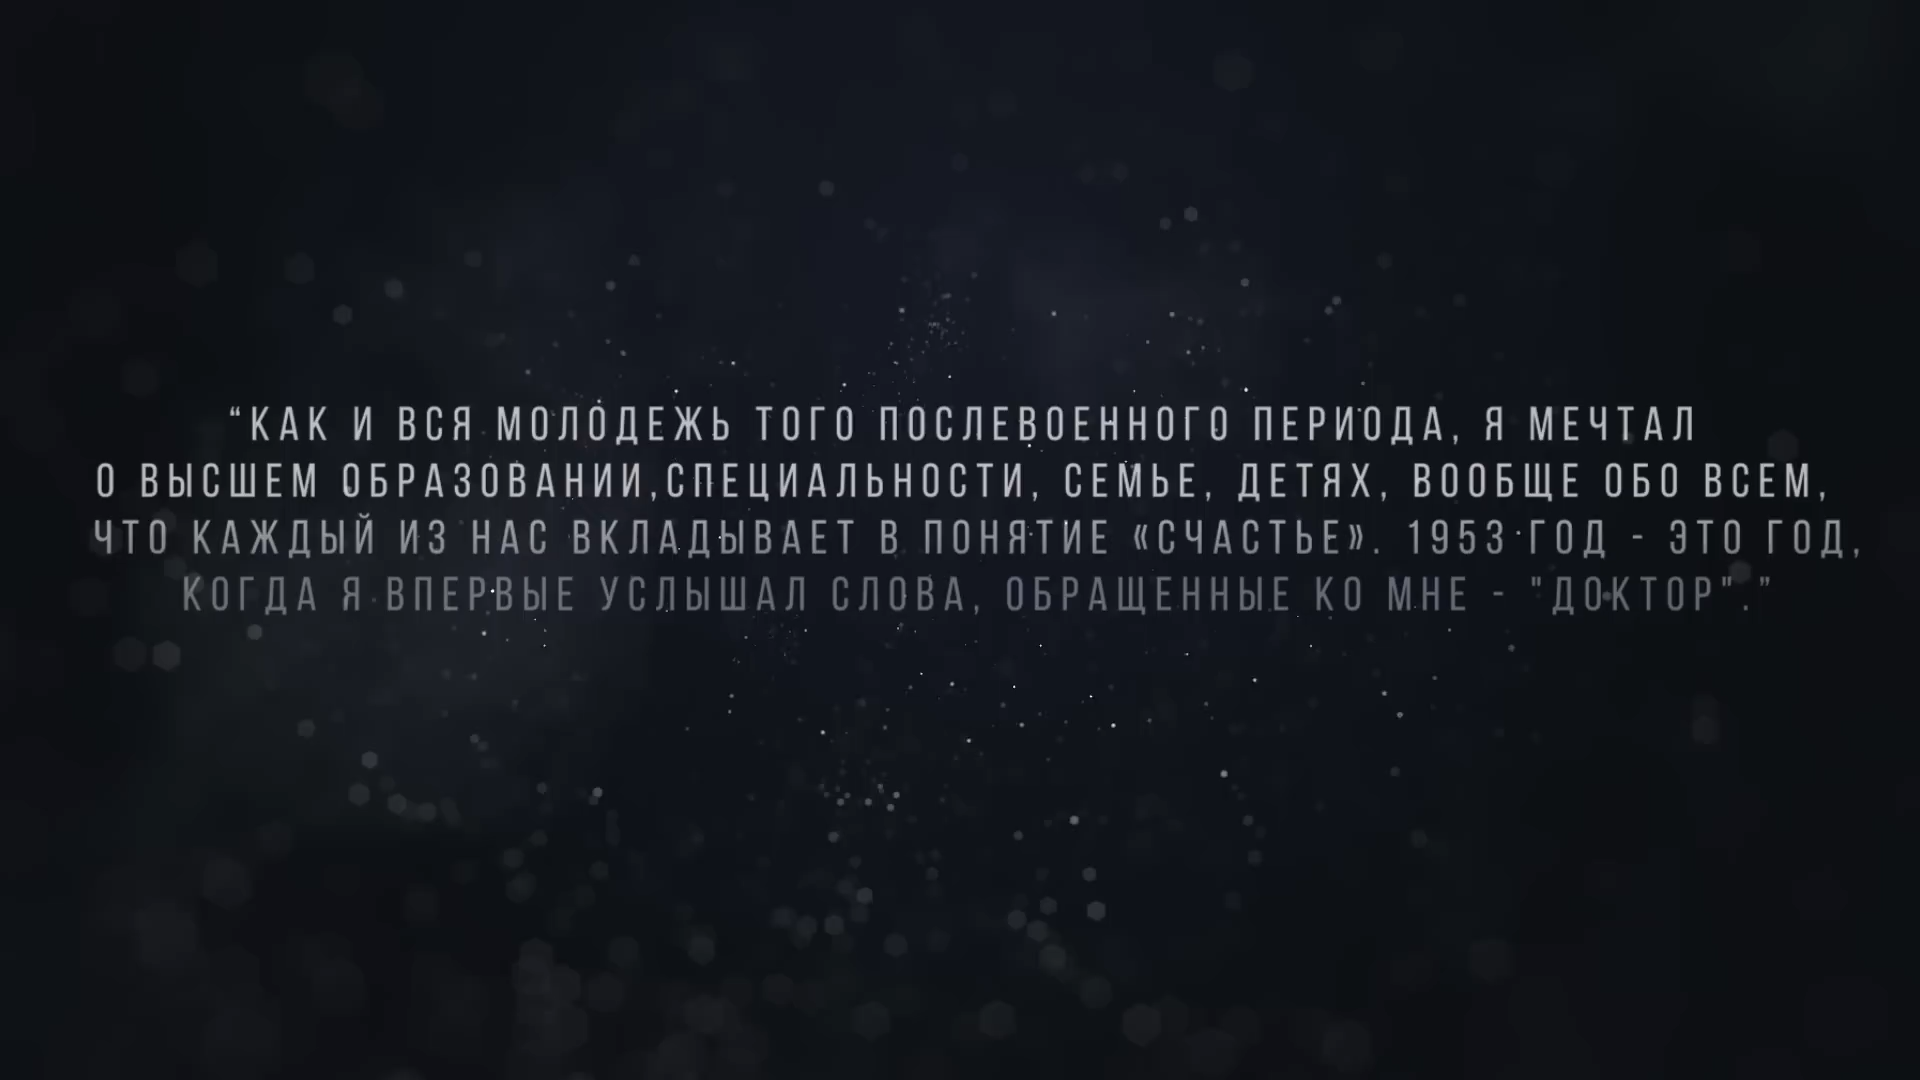 “КАК И ВСЯ МОЛОДЕЖЬ ТОГО ПОСЛЕВОЕННОГО ПЕРИОДА, Я МЕЧТАЛ
О ВЫСШЕМ ОБРАЗОВАНИИ,СПЕЦИАЛЬНОСТИ, СЕМЬЕ, ДЕТЯХ, ВООБЩЕ ОБО ВСЕМ,
ЧТО КАЖДЫЙ ИЗ НАС ВКЛАДЫВАЕТ В ПОНЯТИЕ «СЧАСТЬЕ». 1953 ГОД - ЭТО ГОД,
КОГДА Я ВПЕРВЫЕ УСЛЫШАЛ СЛОВА, ОБРАЩЕННЫЕ КО МНЕ - "ДОКТОР".”